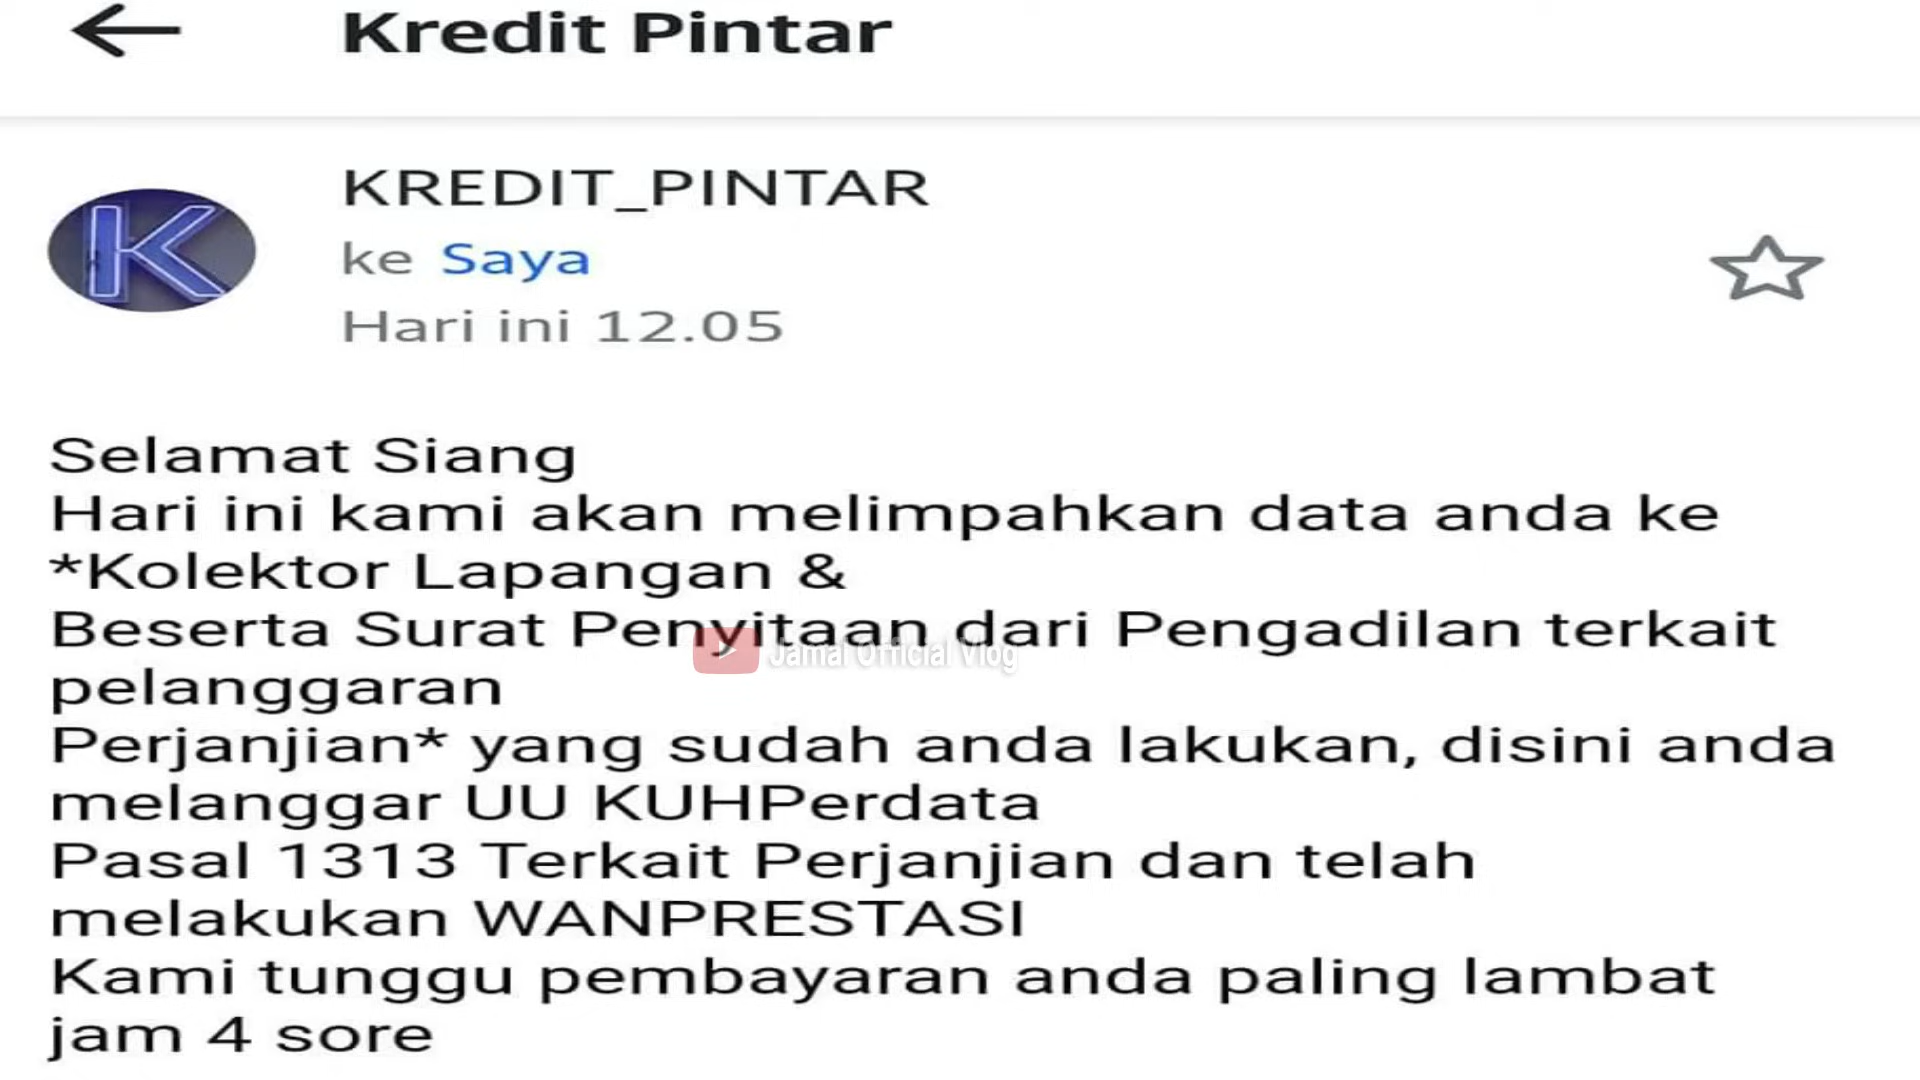 Kredit Pintar
KREDIT_PINTAR
ke Saya
Hari ini 12.05
Selamat Siang
Hari ini kami akan melimpahkan data anda ke
*Kolektor Lapangan &
Beserta Surat Penyitaan dari Pengadilan terkait
Jamal Official Vlog
pelanggaran
Perjanjian* yang sudah anda lakukan, disini anda
melanggar UU KUHPerdata
Pasal 1313 Terkait Perjanjian dan telah
melakukan WANPRESTASI
Kami tunggu pembayaran anda paling lambat
jam 4 sore